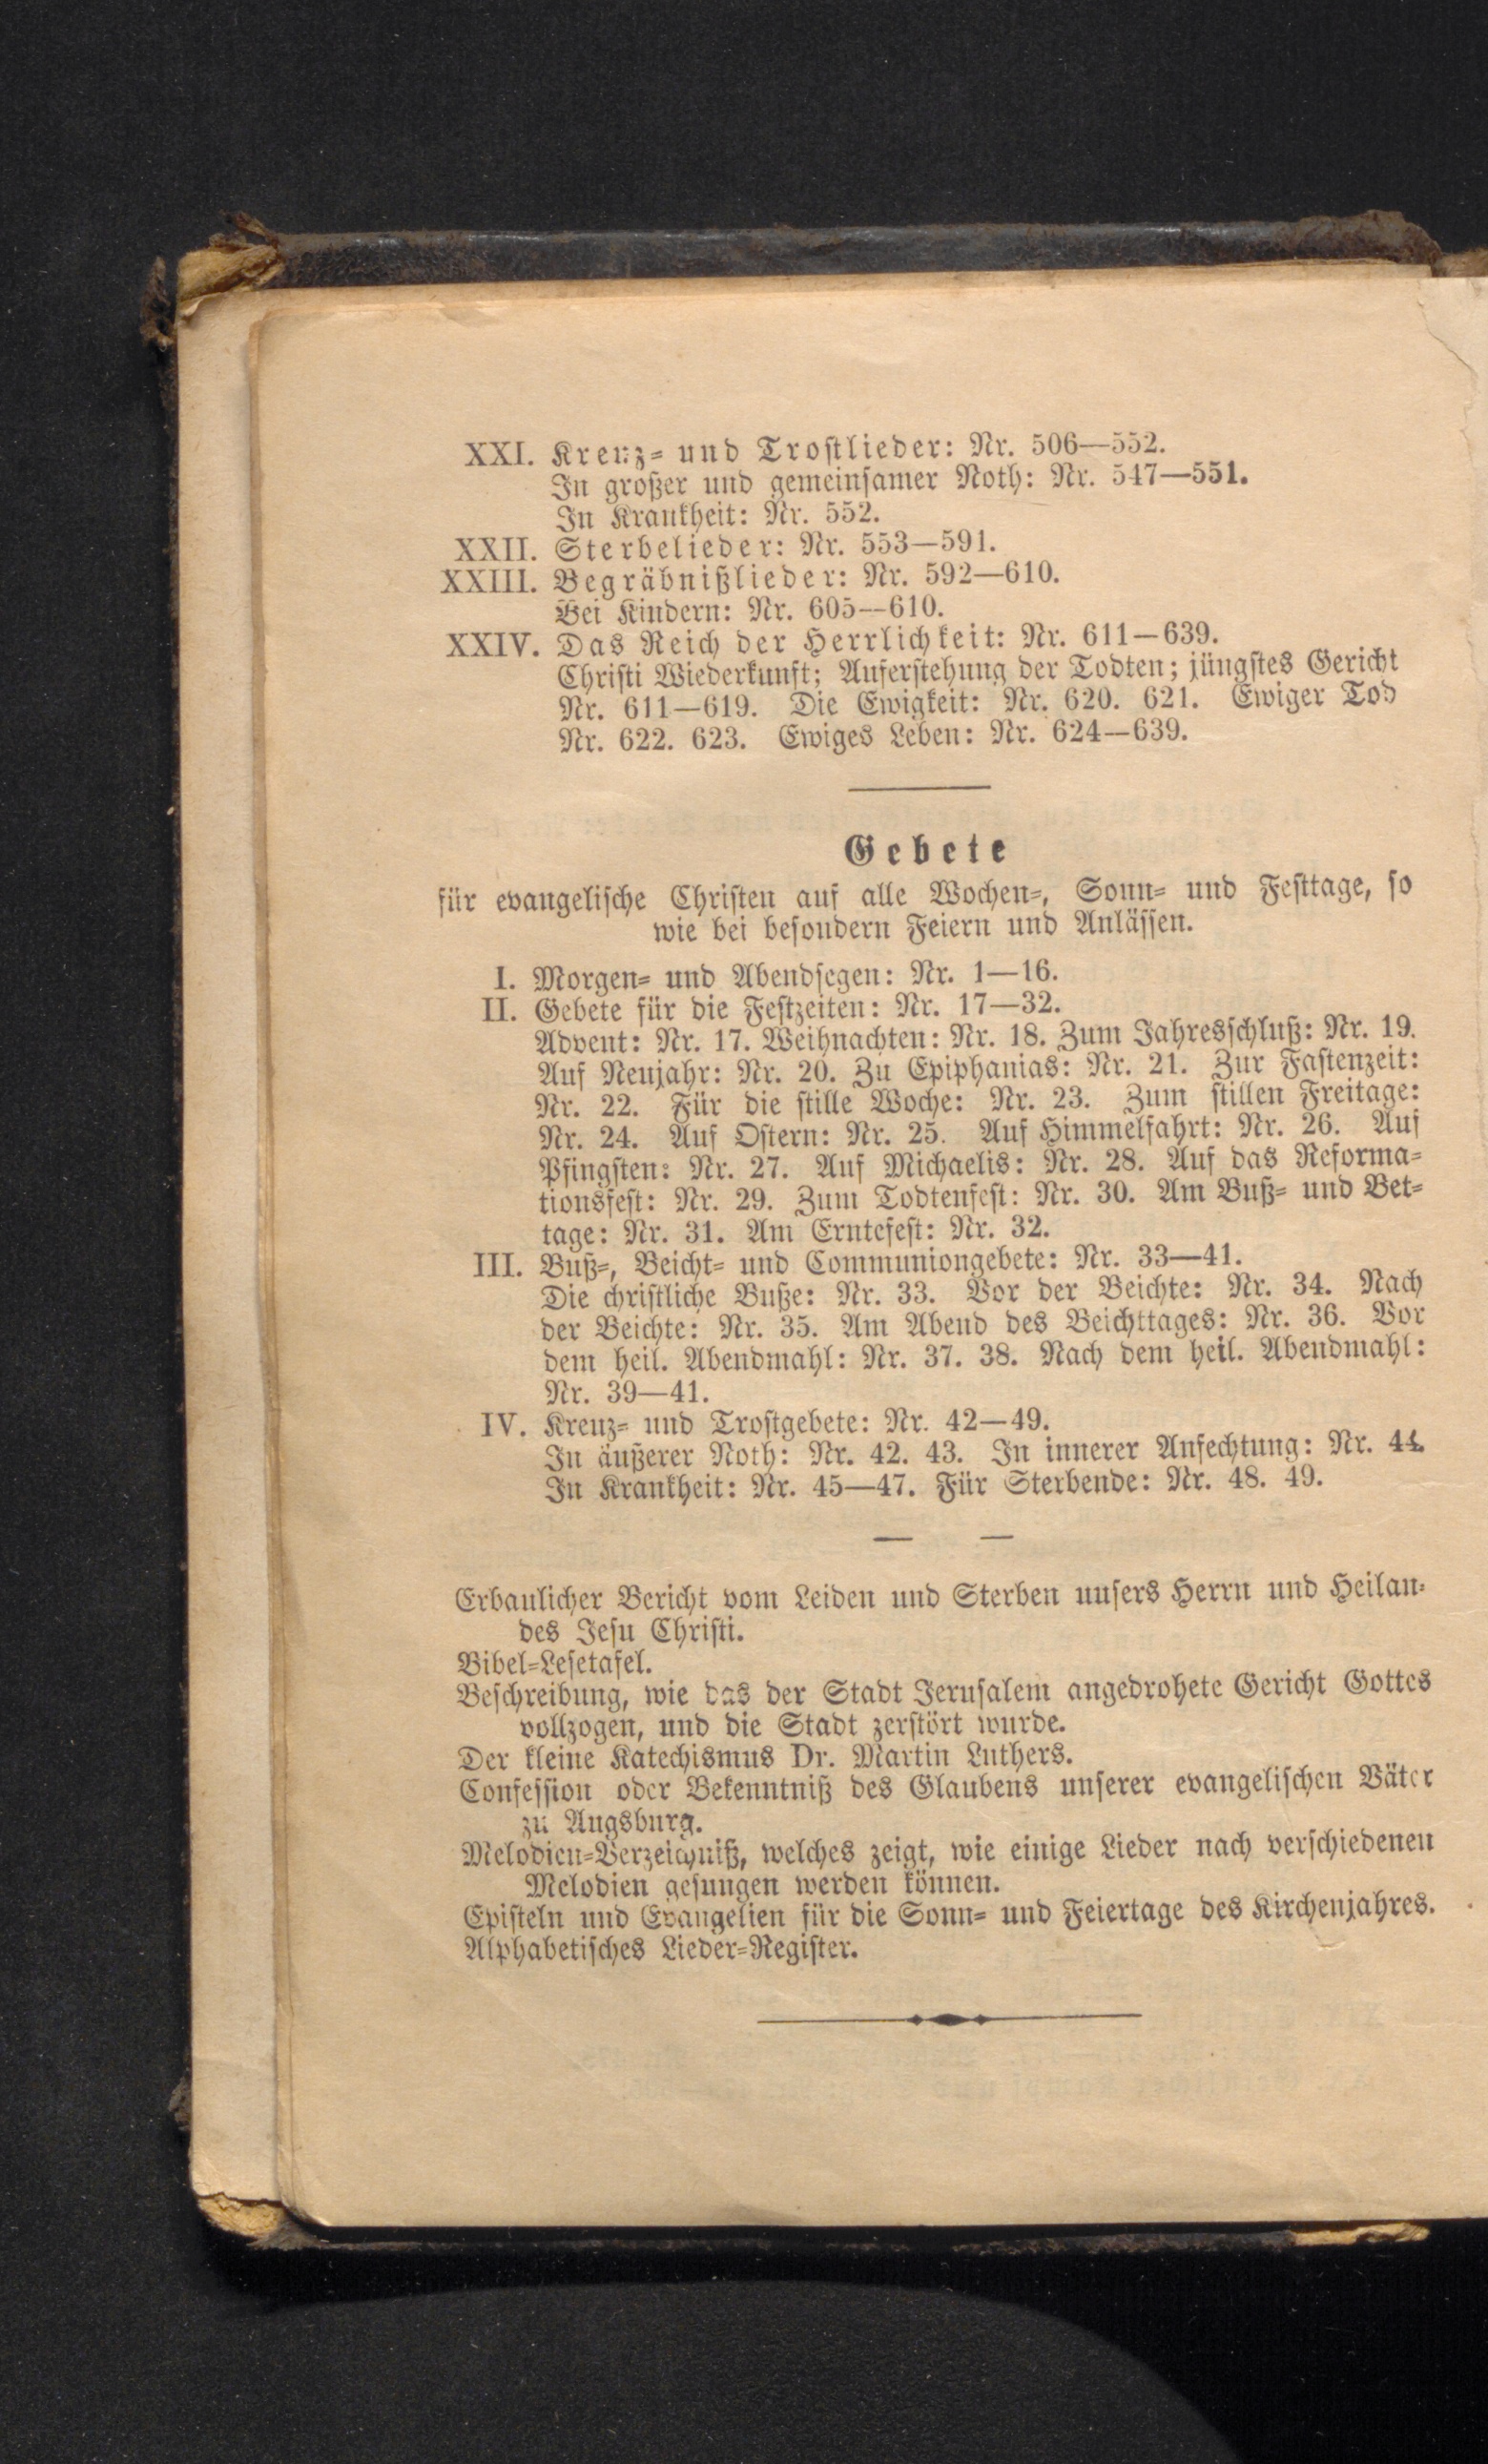 XXI. Kreuz- und Trostlieder: Nr. 506—552.
In großer und gemeinsamer Noth: Nr. 547—551.
In Krankheit: Nr. 552.
XXII. Sterbelieder: Nr. 553—591.
XXIII. Begräbnißlieder: Nr. 592—610.
Bei Kindern: Nr. 605—610.
XXIV. Das Reich der Herrlichkeit: Nr. 611—639.
Christi Wiederkunft; Auferstehung der Todten; jüngstes Gericht
Nr. 611—619. Die Ewigkeit: Nr. 620. 621. Ewiger Tod
Nr. 622. 623. Ewiges Leben: Nr. 624—639.
Gebete
für evangelische Christen auf alle Wochen-, Sonn- und Festtage, so
wie bei besondern Feiern und Anlässen.
I. Morgen- und Abendsegen: Nr. 1—16.
II. Gebete für die Festzeiten: Nr. 17—32.
Advent: Nr. 17. Weihnachten: Nr. 18. Zum Jahresschluß: Nr. 19.
Auf Neujahr: Nr. 20. Zu Epiphanias: Nr. 21. Zur Fastenzeit:
Nr. 22. Für die stille Woche: Nr. 23. Zum stillen Freitage:
Nr. 24. Auf Ostern: Nr. 25. Auf Himmelfahrt: Nr. 26. Auf
Pfingsten: Nr. 27. Auf Michaelis: Nr. 28. Auf das Reforma-
tionsfest: Nr. 29. Zum Todtenfest: Nr. 30. Am Buß- und Bet-
tage: Nr. 31. Am Erntefest: Nr. 32.
III. Buß-, Beicht- und Communiongebete: Nr. 33—41.
Die christliche Buße: Nr. 33. Vor der Beichte: Nr. 34. Nach
der Beichte: Nr. 35. Am Abend des Beichttages: Nr. 36. Vor
dem heil. Abendmahl: Nr. 37. 38. Nach dem heil. Abendmahl:
Nr. 39—41.
IV. Kreuz- und Trostgebete: Nr. 42—49.
In äußerer Noth: Nr. 42. 43. In innerer Anfechtung: Nr. 44.
In Krankheit: Nr. 45—47. Für Sterbende: Nr. 48. 49.
Erbaulicher Bericht vom Leiden und Sterben unsers Herrn und Heilan-
des Jesu Christi.
Bibel-Lesetafel.
Beschreibung, wie das der Stadt Jerusalem angedrohete Gericht Gottes
vollzogen, und die Stadt zerstört wurde.
Der kleine Katechismus Dr. Martin Luthers.
Confession oder Bekenntniß des Glaubens unserer evangelischen Väter
zu Augsburg.
Melodien-Verzeichniß, welches zeigt, wie einige Lieder nach verschiedenen
Melodien gesungen werden können.
Episteln und Evangelien für die Sonn- und Feiertage des Kirchenjahres.
Alphabetisches Lieder-Register.